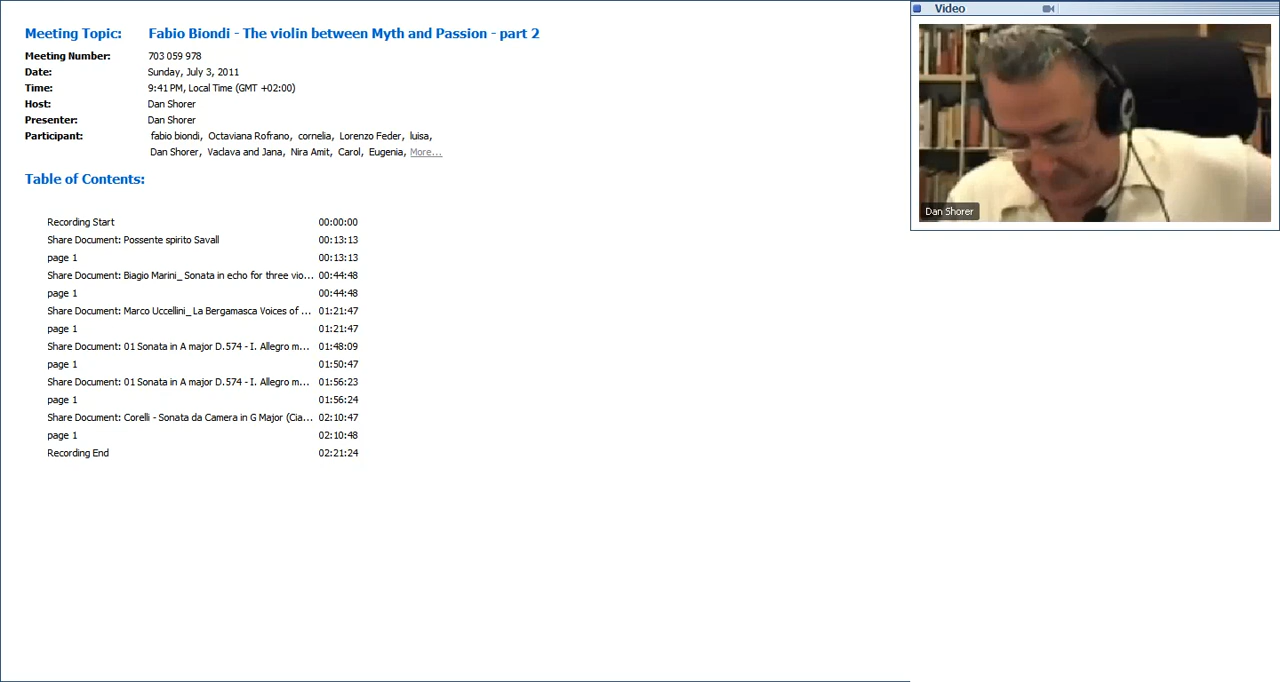 Meeting Topic: Fabio Biondi - The violin between Myth and Passion - part 2
Meeting Number: 703 059 978
Date: Sunday, July 3, 2011
Time: 9:41 PM, Local Time (GMT +02:00)
Host: Dan Shorer
Presenter: Dan Shorer
Participant: fabio biondi, Octaviana Rofrano, cornelia, Lorenzo Feder, luisa,
Dan Shorer, Vaclava and Jana, Nira Amit, Carol, Eugenia, More...
Table of Contents:
Recording Start 00:00:00
Share Document: Possente spirito Savall 00:13:13
page 1 00:13:13
Share Document: Biagio Marini_ Sonata in echo for three vio... 00:44:48
page 1 00:44:48
Share Document: Marco Uccellini_ La Bergamasca Voices of ... 01:21:47
page 1 01:21:47
Share Document: 01 Sonata in A major D.574 - I. Allegro m... 01:48:09
page 1 01:50:47
Share Document: 01 Sonata in A major D.574 - I. Allegro m... 01:56:23
page 1 01:56:24
Share Document: Corelli - Sonata da Camera in G Major (Cia... 02:10:47
page 1 02:10:48
Recording End 02:21:24
Video
Dan Shorer